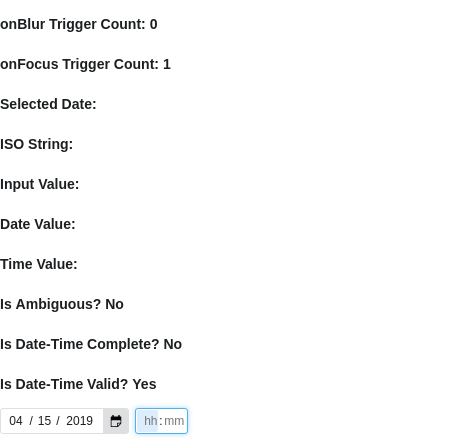 onBlur Trigger Count: 0
onFocus Trigger Count: 1
Selected Date:
ISO String:
Input Value:
Date Value:
Time Value:
Is Ambiguous? No
Is Date-Time Complete? No
Is Date-Time Valid? Yes
04 / 15 / 2019 hh:mm